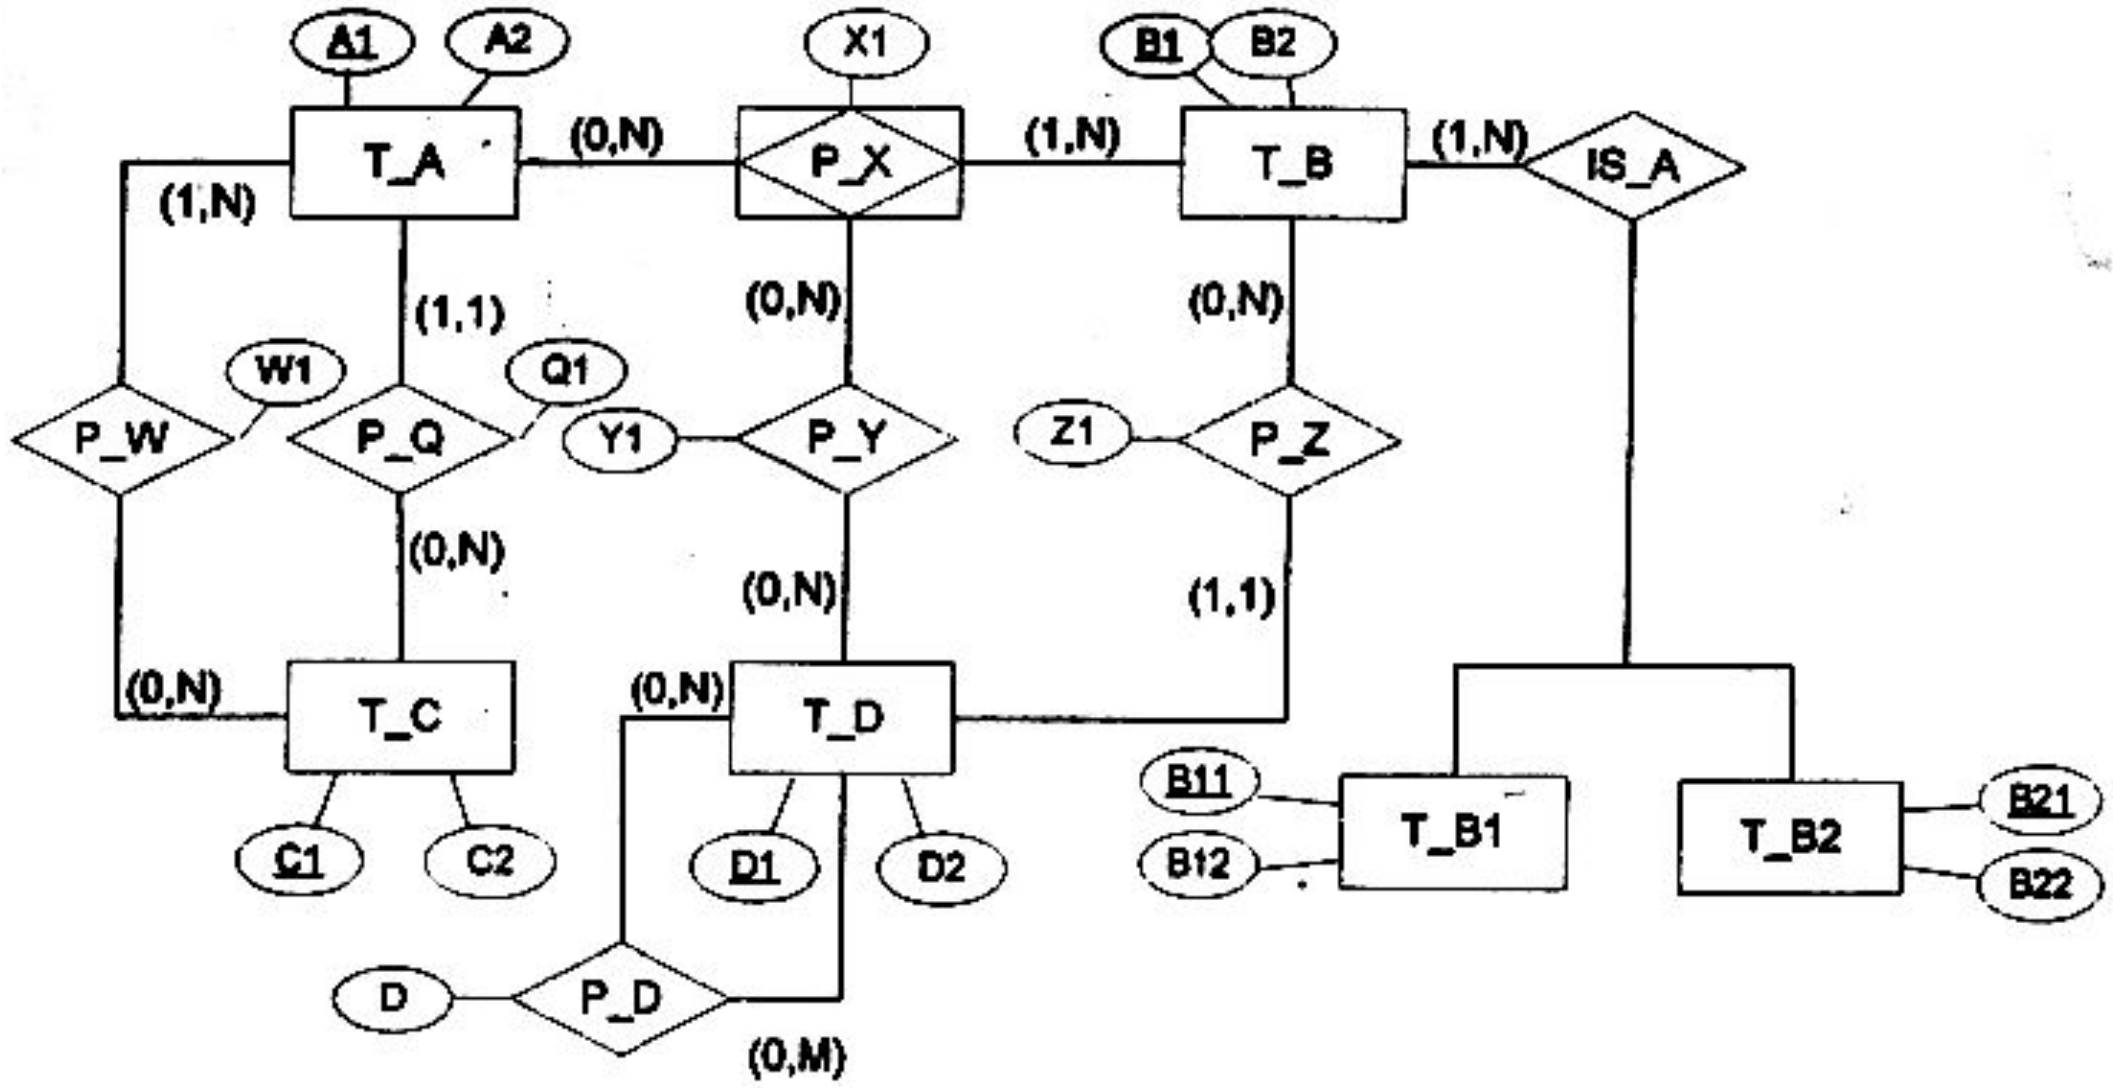 A1 A2 X1 B1 B2
T_A (0,N) P_X (1,N) T_B (1,N) IS_A
(1,N)
(1,1) (0,N) (0,N)
W1 Q1
P_W P_Q Y1 P_Y Z1 P_Z
(0,N) (0,N) (1,1)
(0,N) T_C (0,N) T_D
B11 T_B1 T_B2 B21
C1 C2 D1 D2 B12 B22
D P_D
(0,M)